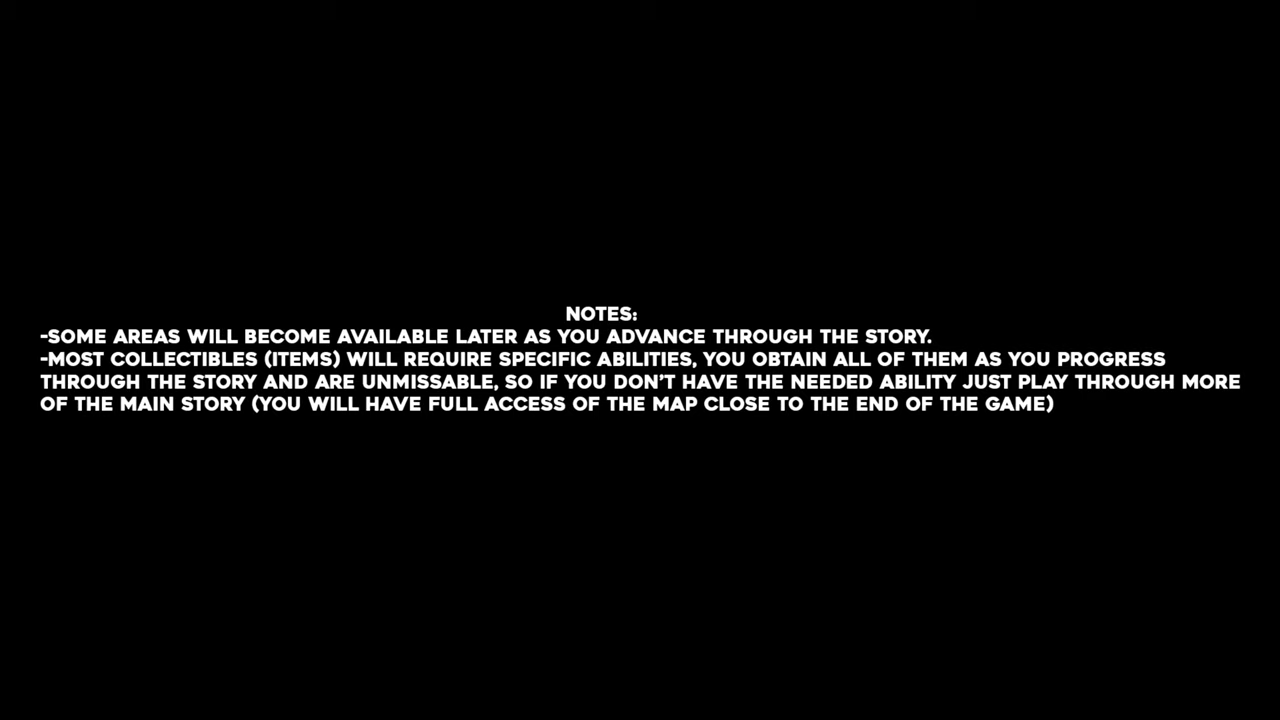 NOTES:
-SOME AREAS WILL BECOME AVAILABLE LATER AS YOU ADVANCE THROUGH THE STORY.
-MOST COLLECTIBLES (ITEMS) WILL REQUIRE SPECIFIC ABILITIES, YOU OBTAIN ALL OF THEM AS YOU PROGRESS
THROUGH THE STORY AND ARE UNMISSABLE, SO IF YOU DON'T HAVE THE NEEDED ABILITY JUST PLAY THROUGH MORE
OF THE MAIN STORY (YOU WILL HAVE FULL ACCESS OF THE MAP CLOSE TO THE END OF THE GAME)